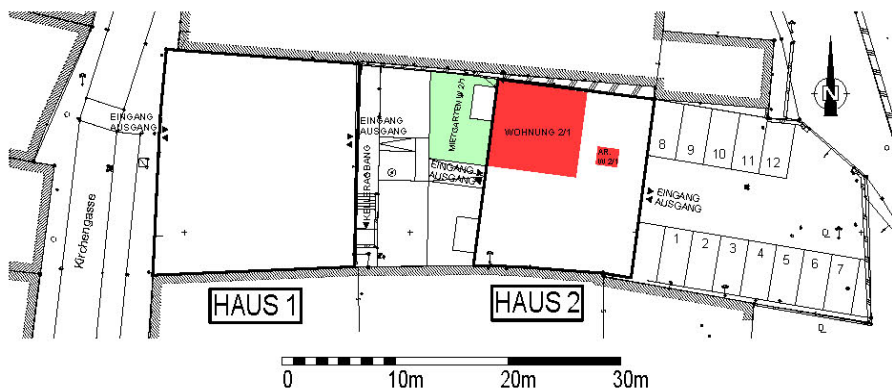 EINGANG
AUSGANG
Kirchengasse
EINGANG
AUSGANG
KELLERABGANG
MIETGARTEN W 2/1
EINGANG
AUSGANG
WOHNUNG 2/1
AR.
W 2/1
EINGANG
AUSGANG
8
9
10
11
12
1
2
3
4
5
6
7
N
HAUS 1
HAUS 2
0
10m
20m
30m